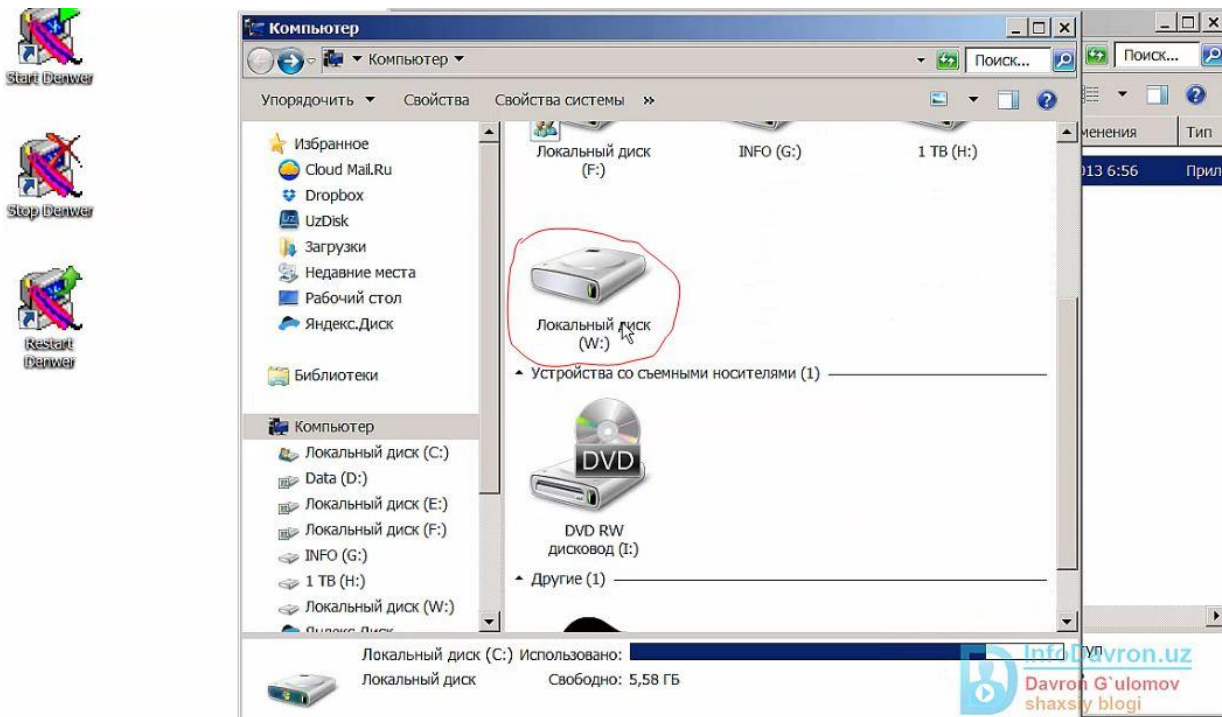 Start Denwer
Stop Denwer
Restart
Denwer
Компьютер
Компьютер
Поиск...
Упорядочить
Свойства
Свойства системы
»
Избранное
Cloud Mail.Ru
Dropbox
UzDisk
Загрузки
Недавние места
Рабочий стол
Яндекс.Диск
Библиотеки
Компьютер
Локальный диск (C:)
Data (D:)
Локальный диск (E:)
Локальный диск (F:)
INFO (G:)
1 TB (H:)
Локальный диск (W:)
Яндекс.Диск
Локальный диск
(F:)
INFO (G:)
1 TB (H:)
Локальный диск
(W:)
Устройства со съемными носителями (1)
DVD
DVD RW
дисковод (I:)
Другие (1)
Локальный диск (C:) Использовано:
Локальный диск
Свободно: 5,58 ГБ
Поиск...
менения
Тип
013 6:56
Прил
InfoDavron.uz
Davron G`ulomov
shaxsiy blogi